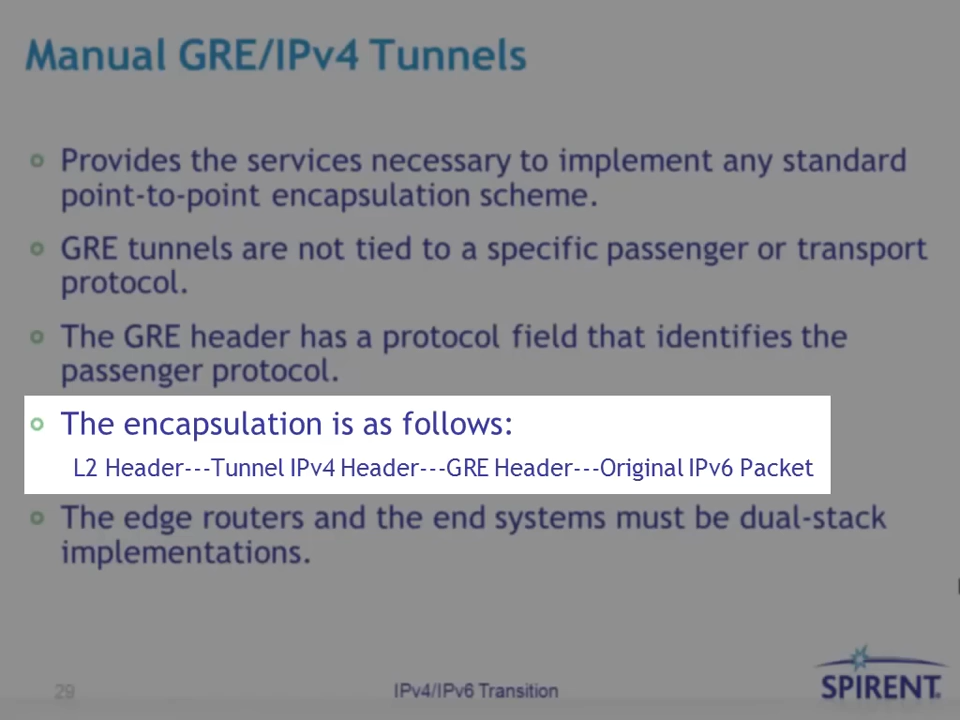 Manual GRE/IPv4 Tunnels
Provides the services necessary to implement any standard
point-to-point encapsulation scheme.
GRE tunnels are not tied to a specific passenger or transport
protocol.
The GRE header has a protocol field that identifies the
passenger protocol.
The encapsulation is as follows:
L2 Header---Tunnel IPv4 Header---GRE Header---Original IPv6 Packet
The edge routers and the end systems must be dual-stack
implementations.
29
IPv4/IPv6 Transition
SPIRENT